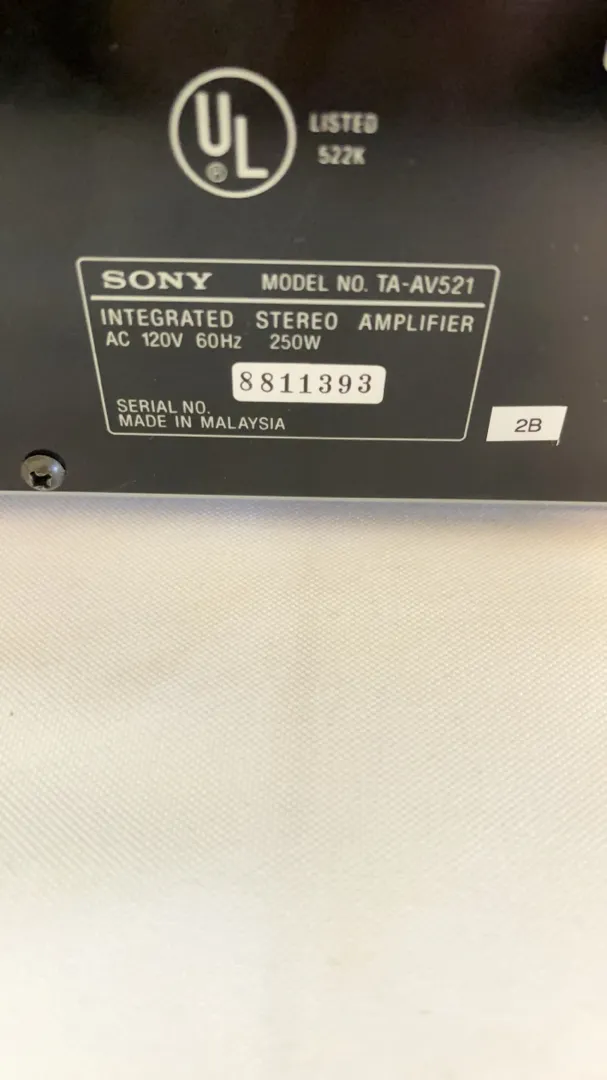 UL
®
LISTED
522K
SONY MODEL NO. TA-AV521
INTEGRATED STEREO AMPLIFIER
AC 120V 60Hz 250W
8811393
SERIAL NO.
MADE IN MALAYSIA
2B